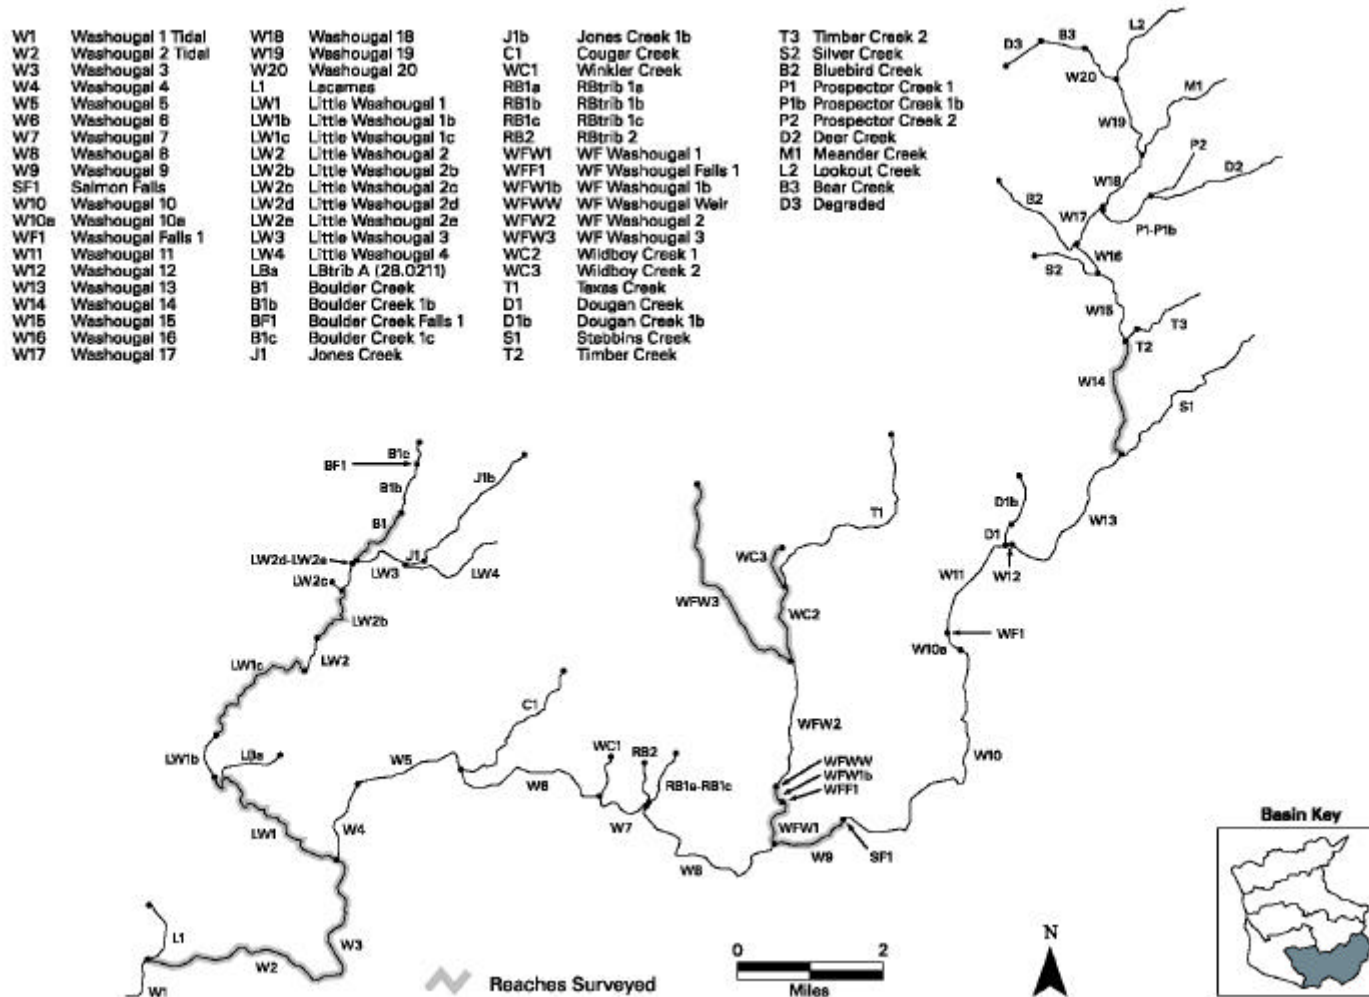 W1 Washougal 1 Tidal
W2 Washougal 2 Tidal
W3 Washougal 3
W4 Washougal 4
W5 Washougal 5
W6 Washougal 6
W7 Washougal 7
W8 Washougal 8
W9 Washougal 9
SF1 Salmon Falls
W10 Washougal 10
W10a Washougal 10a
WF1 Washougal Falls 1
W11 Washougal 11
W12 Washougal 12
W13 Washougal 13
W14 Washougal 14
W15 Washougal 15
W16 Washougal 16
W17 Washougal 17
W18 Washougal 18
W19 Washougal 19
W20 Washougal 20
L1 Lacamas
LW1 Little Washougal 1
LW1b Little Washougal 1b
LW1c Little Washougal 1c
LW2 Little Washougal 2
LW2b Little Washougal 2b
LW2c Little Washougal 2c
LW2d Little Washougal 2d
LW2e Little Washougal 2e
LW3 Little Washougal 3
LW4 Little Washougal 4
LBa LBtrib A (28.0211)
B1 Boulder Creek
B1b Boulder Creek 1b
BF1 Boulder Creek Falls 1
B1c Boulder Creek 1c
J1 Jones Creek
J1b Jones Creek 1b
C1 Cougar Creek
WC1 Winkler Creek
RB1a RBtrib 1a
RB1b RBtrib 1b
RB1c RBtrib 1c
RB2 RBtrib 2
WFW1 WF Washougal 1
WFF1 WF Washougal Falls 1
WFW1b WF Washougal 1b
WFWW WF Washougal Weir
WFW2 WF Washougal 2
WFW3 WF Washougal 3
WC2 Wildboy Creek 1
WC3 Wildboy Creek 2
T1 Texas Creek
D1 Dougan Creek
D1b Dougan Creek 1b
S1 Stebbins Creek
T2 Timber Creek
T3 Timber Creek 2
S2 Silver Creek
B2 Bluebird Creek
P1 Prospector Creek 1
P1b Prospector Creek 1b
P2 Prospector Creek 2
D2 Deer Creek
M1 Meander Creek
L2 Lookout Creek
B3 Bear Creek
D3 Degraded
L2
B3
D3
W20
M1
W19
P2
D2
W18
B2
W17
P1-P1b
W16
S2
W15
T3
T2
W14
S1
B1c
BF1
J1b
B1b
B1
T1
D1b
W13
D1
LW2d-LW2e
J1
WC3
LW3
LW4
W11
W12
LW2c
WFW3
WC2
LW2b
WF1
W10a
LW1c
LW2
C1
WFW2
LBa
WC1
RB2
W10
LW1b
W5
WFWW
W6
WFW1b
RB1a-RB1c
WFF1
W7
W4
LW1
WFW1
Basin Key
W9
SF1
W8
L1
W3
N
W2
0 2
Reaches Surveyed
Miles
W1